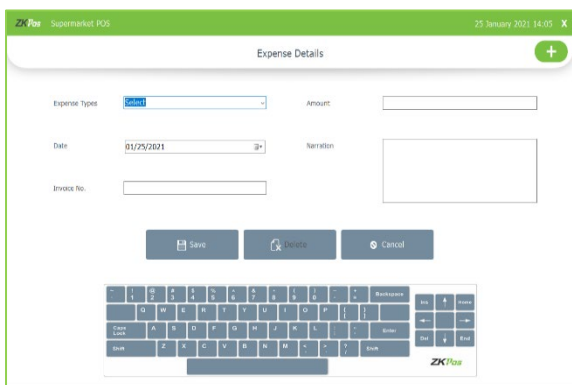 ZKPos Supermarket POS 25 January 2021 14:05 X
Expense Details
+
Expense Types Select Amount
Date 01/25/2021 Narration
Invoice No.
Save Delete Cancel
Backspace
Q W E R T Y U I O P
Caps Lock A S D F G H J K L Enter
Shift Z X C V B N M Shift
Ins Home
Del End
ZKPos